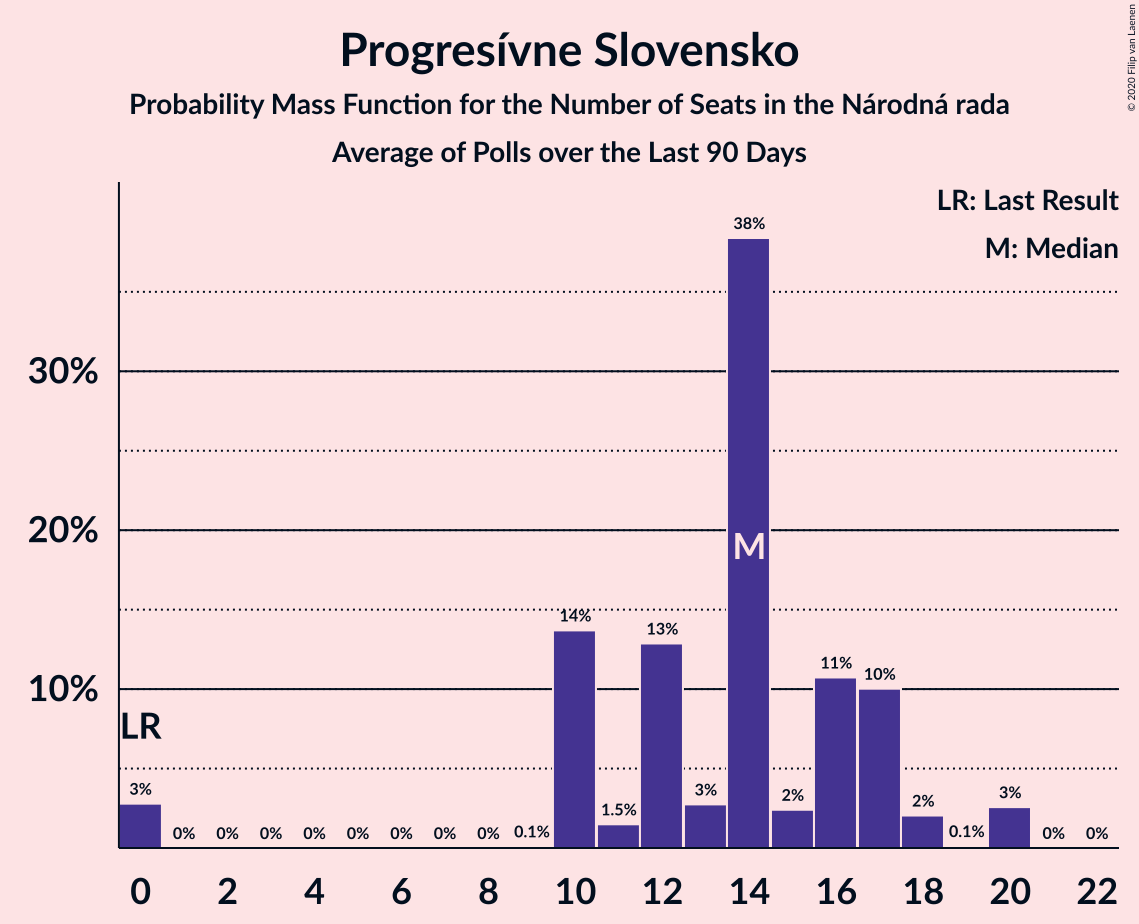 Progresívne Slovensko
Probability Mass Function for the Number of Seats in the Národná rada
Average of Polls over the Last 90 Days
© 2020 Filip van Laenen
LR: Last Result
M: Median
30%
20%
10%
LR
M
3%
0%
0%
0%
0%
0%
0%
0%
0%
0.1%
14%
1.5%
13%
3%
38%
2%
11%
10%
2%
0.1%
3%
0%
0%
0 2 4 6 8 10 12 14 16 18 20 22